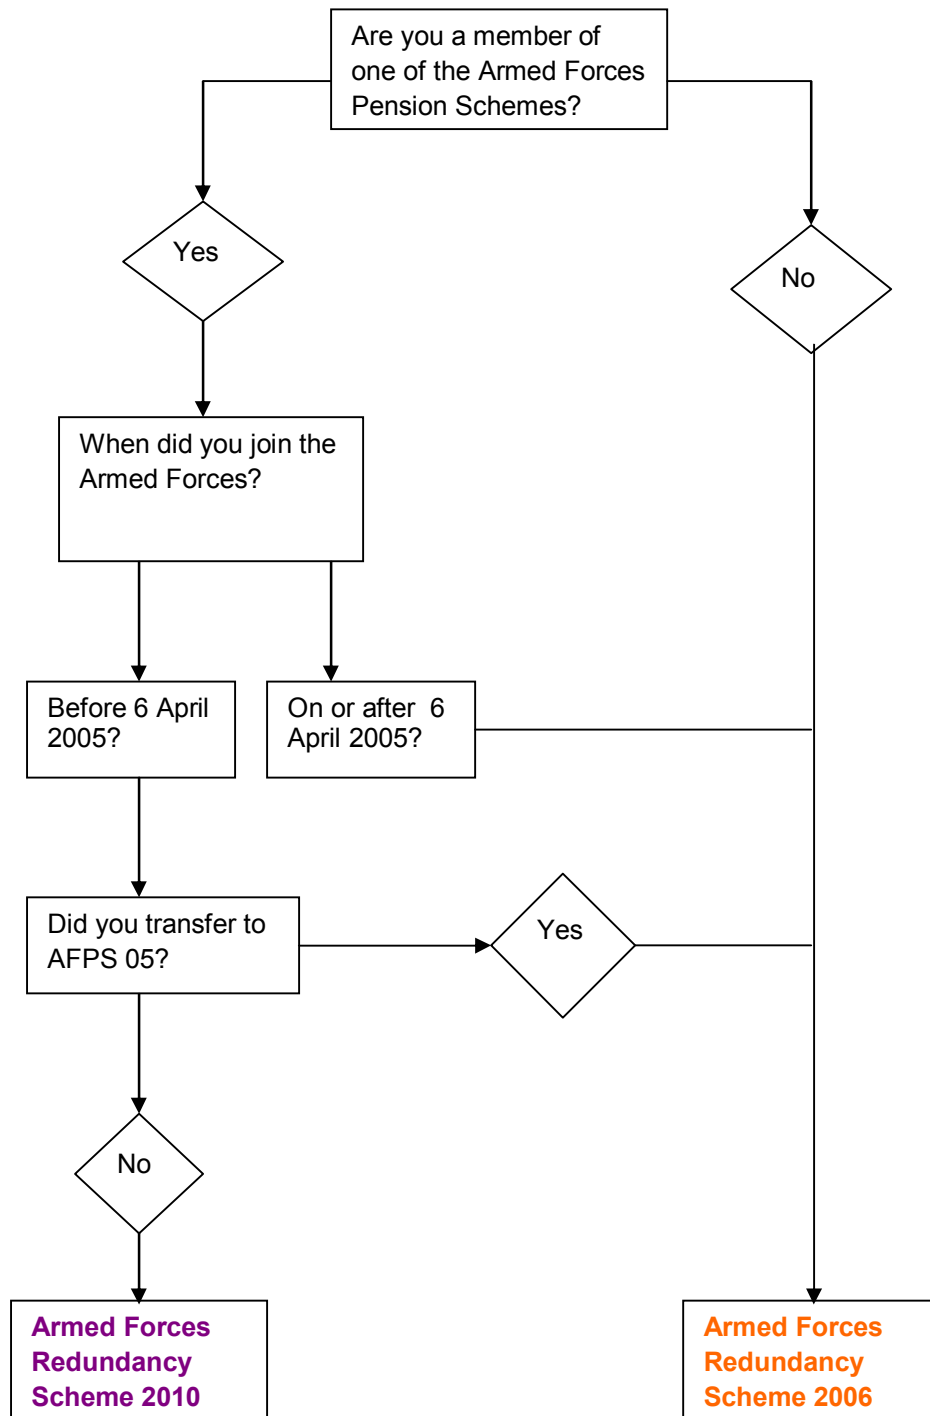 Are you a member of
one of the Armed Forces
Pension Schemes?
Yes
No
When did you join the
Armed Forces?
Before 6 April
2005?
On or after  6
April 2005?
Did you transfer to
AFPS 05?
Yes
No
Armed Forces
Redundancy
Scheme 2010
Armed Forces
Redundancy
Scheme 2006